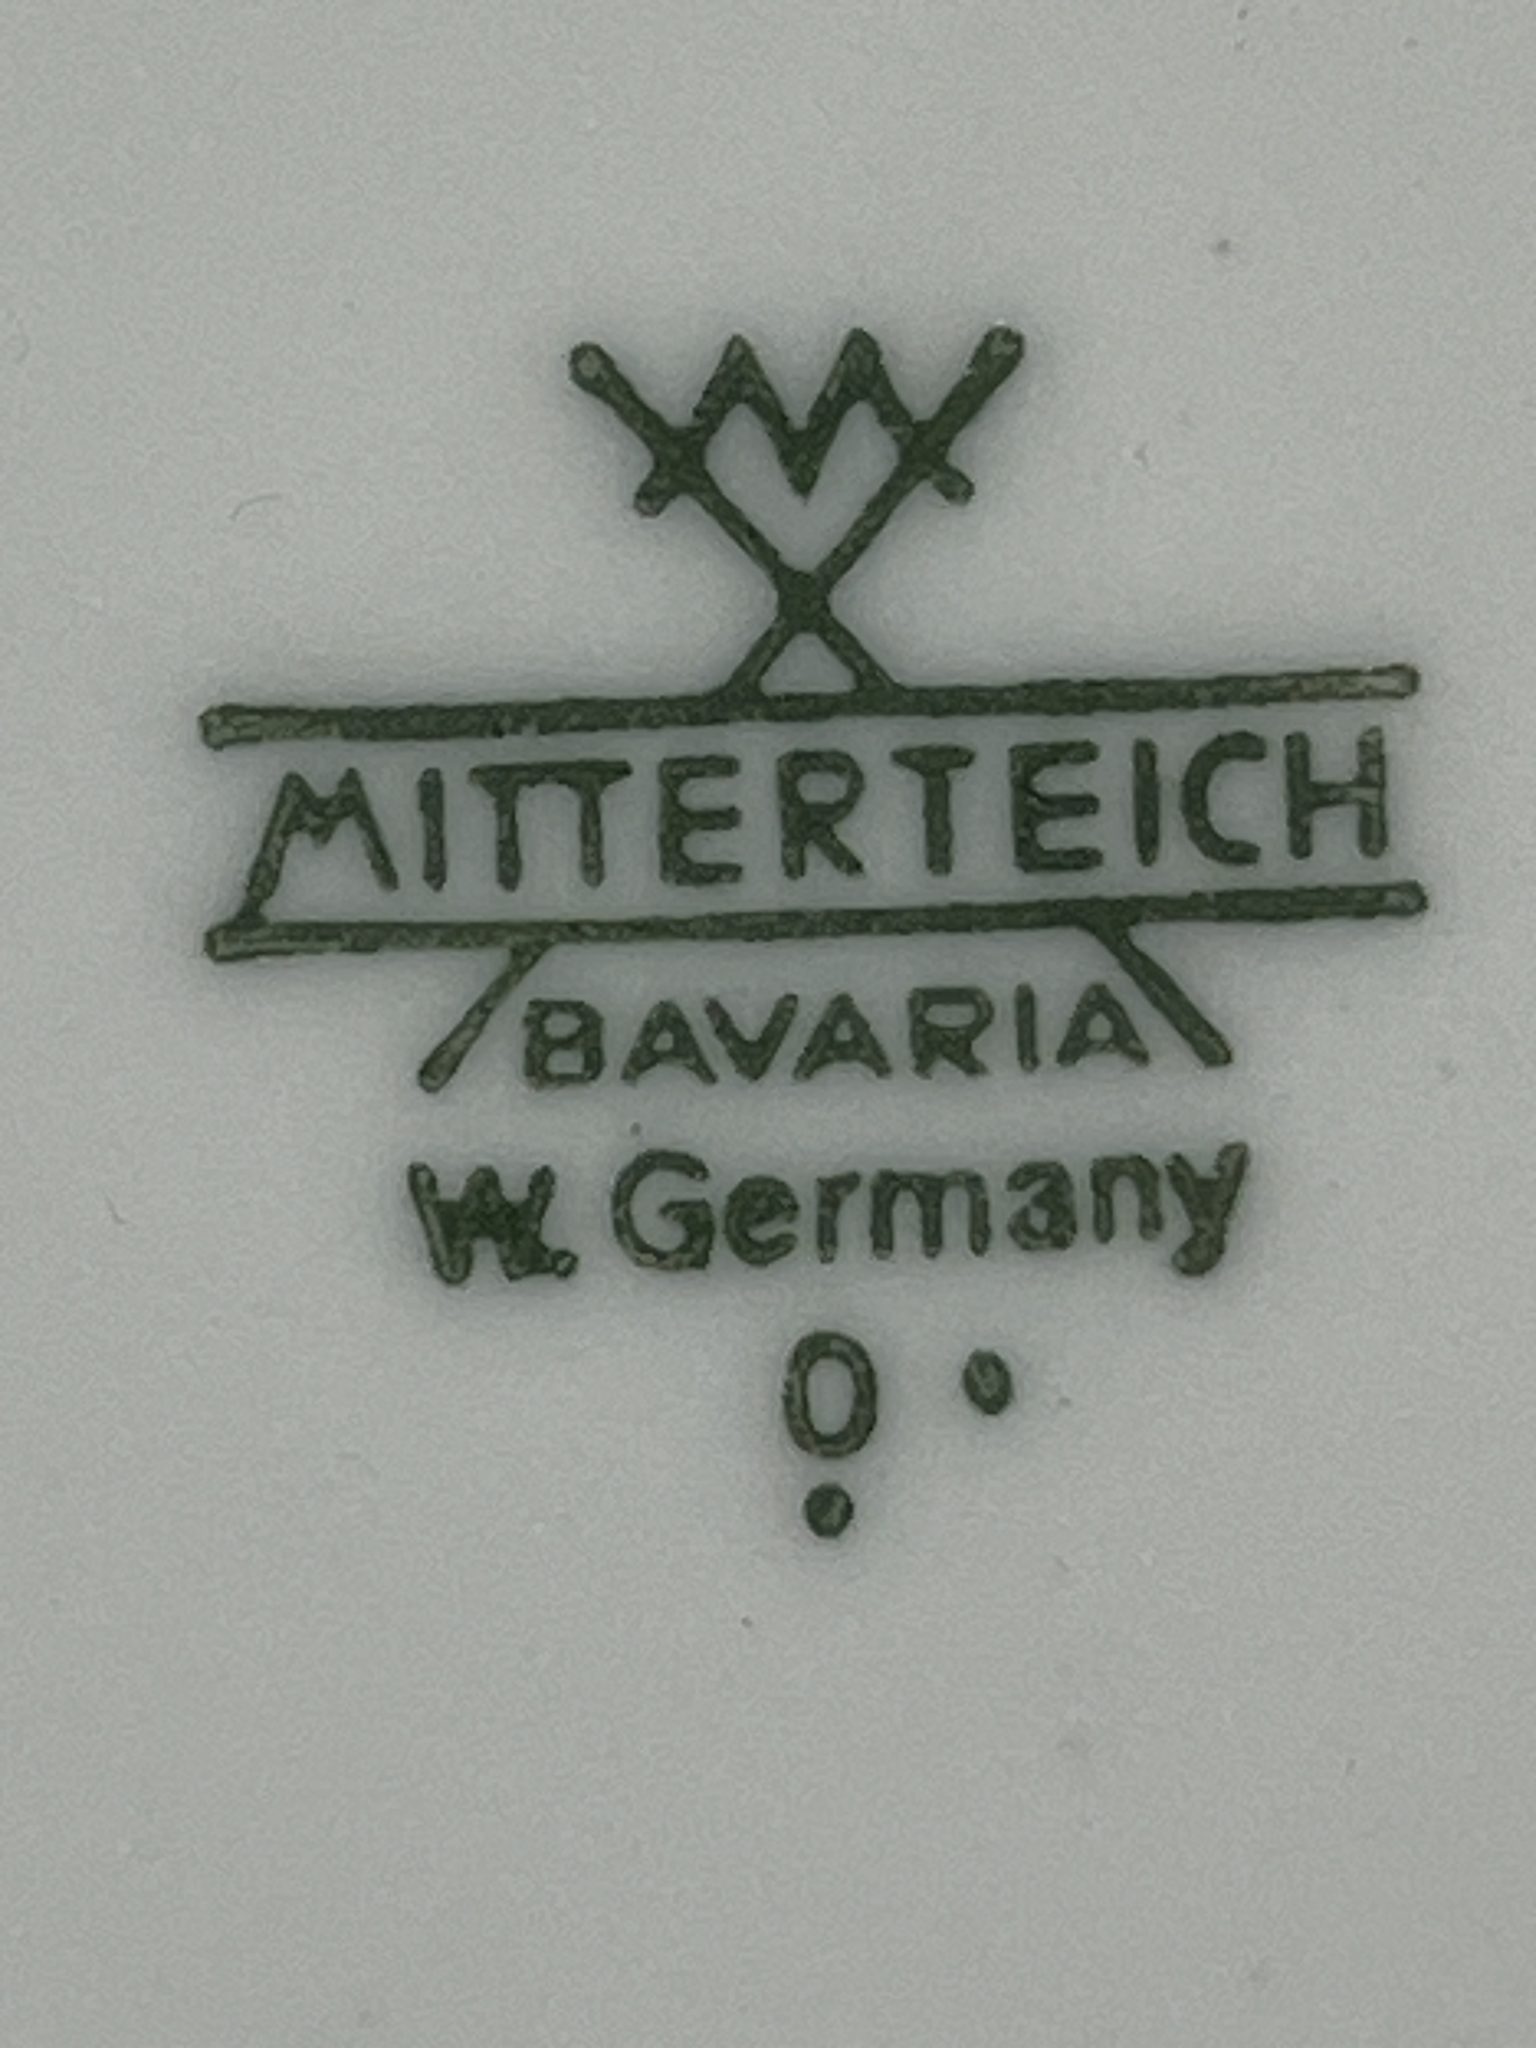 MITTERTEICH
BAVARIA
W. Germany
0